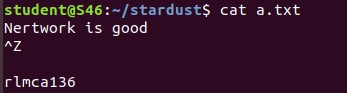 student@S46:~/stardust$ cat a.txt
Nertwork is good
^Z
rlmca136